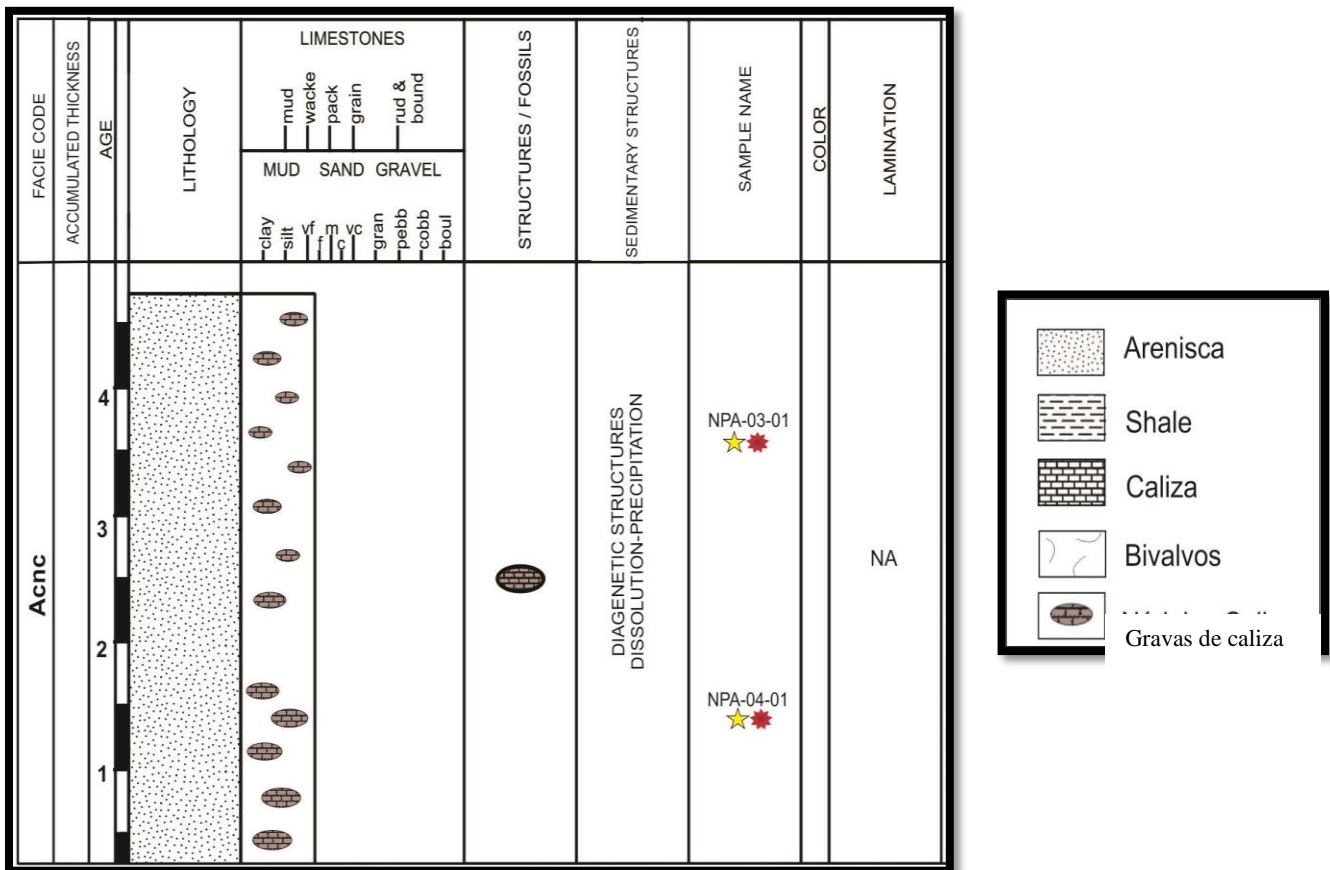 FACIE CODE
ACCUMULATED THICKNESS
AGE
LITHOLOGY
LIMESTONES
mud
wacke
pack
grain
rud &
bound
MUD SAND GRAVEL
clay
silt
vf
f
m
c
vc
gran
pebb
cobb
boul
STRUCTURES / FOSSILS
SEDIMENTARY STRUCTURES
SAMPLE NAME
COLOR
LAMINATION
Acnc
4
3
2
1
DIAGENETIC STRUCTURES
DISSOLUTION-PRECIPITATION
NPA-03-01
NPA-04-01
NA
Arenisca
Shale
Caliza
Bivalvos
Gravas de caliza